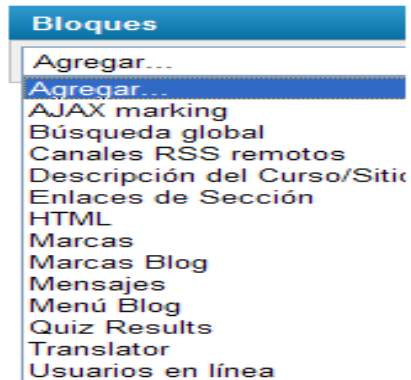 Bloques
Agregar...
Agregar...
AJAX marking
Búsqueda global
Canales RSS remotos
Descripción del Curso/Sitio
Enlaces de Sección
HTML
Marcas
Marcas Blog
Mensajes
Menú Blog
Quiz Results
Translator
Usuarios en línea